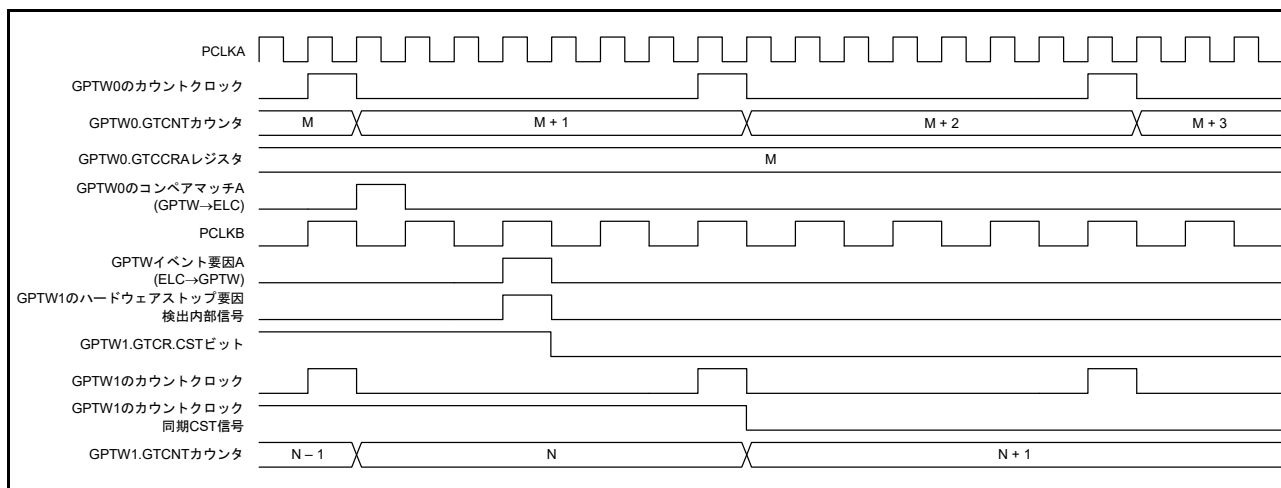 PCLKA
GPTW0のカウントクロック
GPTW0.GTCNTカウンタ
M
M + 1
M + 2
M + 3
GPTW0.GTCCRAレジスタ
M
GPTW0のコンペアマッチA
(GPTW→ELC)
PCLKB
GPTWイベント要因A
(ELC→GPTW)
GPTW1のハードウェアストップ要因
検出内部信号
GPTW1.GTCR.CSTビット
GPTW1のカウントクロック
GPTW1のカウントクロック
同期CST信号
GPTW1.GTCNTカウンタ
N – 1
N
N + 1